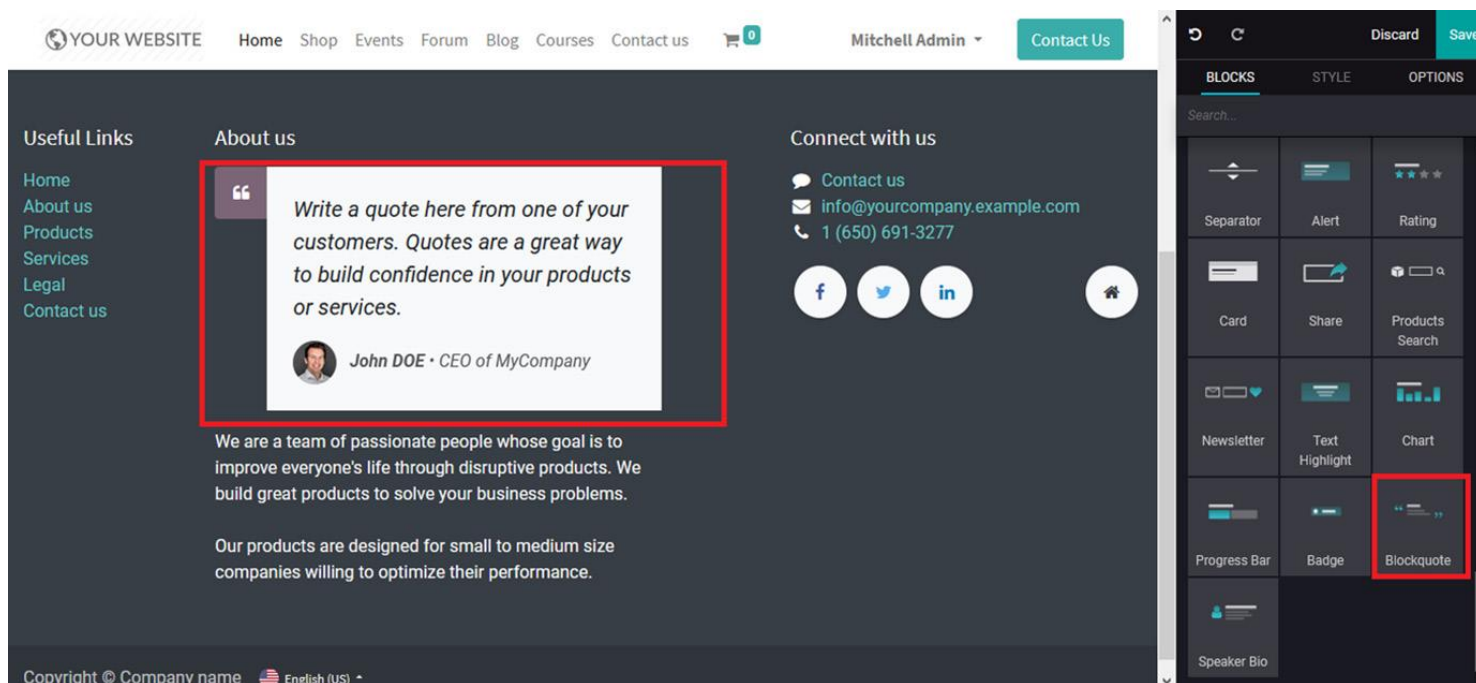 YOUR WEBSITE Home Shop Events Forum Blog Courses Contact us 0 Mitchell Admin Contact Us
Useful Links
Home
About us
Products
Services
Legal
Contact us
About us
“
Write a quote here from one of your
customers. Quotes are a great way
to build confidence in your products
or services.
John DOE • CEO of MyCompany
We are a team of passionate people whose goal is to
improve everyone's life through disruptive products. We
build great products to solve your business problems.
Our products are designed for small to medium size
companies willing to optimize their performance.
Connect with us
Contact us
info@yourcompany.example.com
1 (650) 691-3277
Copyright © Company name English (US)
Discard Save
BLOCKS STYLE OPTIONS
Search...
Separator Alert Rating
Card Share Products
Search
Newsletter Text
Highlight
Chart
Progress Bar Badge Blockquote
Speaker Bio